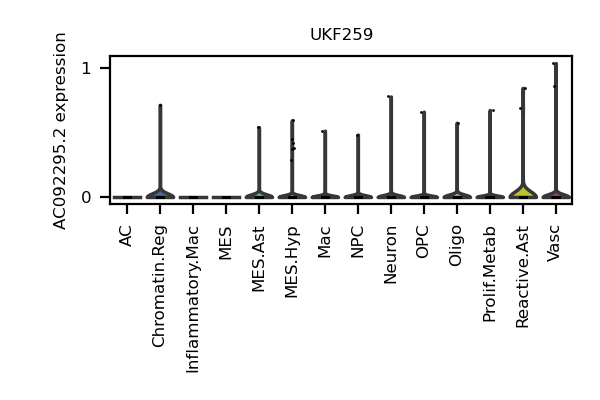 UKF259
AC092295.2 expression
1
0
AC
Chromatin.Reg
Inflammatory.Mac
MES
MES.Ast
MES.Hyp
Mac
NPC
Neuron
OPC
Oligo
Prolif.Metab
Reactive.Ast
Vasc